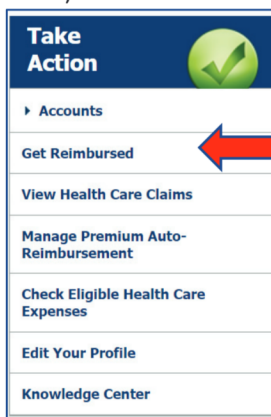 Take
Action
Accounts
Get Reimbursed
View Health Care Claims
Manage Premium Auto-
Reimbursement
Check Eligible Health Care
Expenses
Edit Your Profile
Knowledge Center